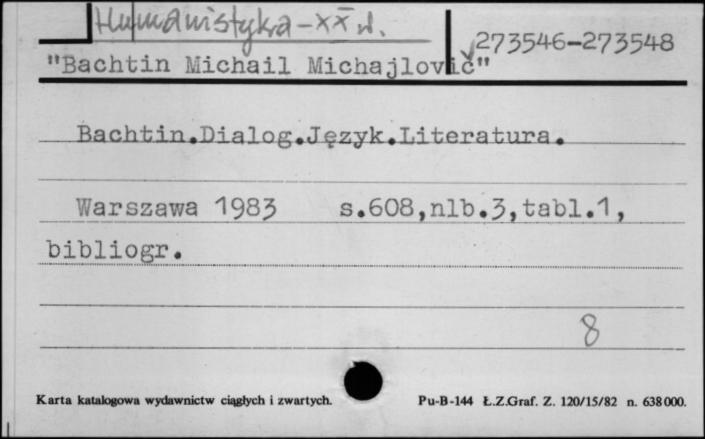 Humanistyka - XX w.
273546-273548
"Bachtin Michail Michajlovič"
Bachtin.Dialog.Język.Literatura.
Warszawa 1983 s.608,nlb.3,tabl.1,
bibliogr.
8
Karta katalogowa wydawnictw ciągłych i zwartych. Pu-B-144 Ł.Z.Graf. Z. 120/15/82 n. 638000.